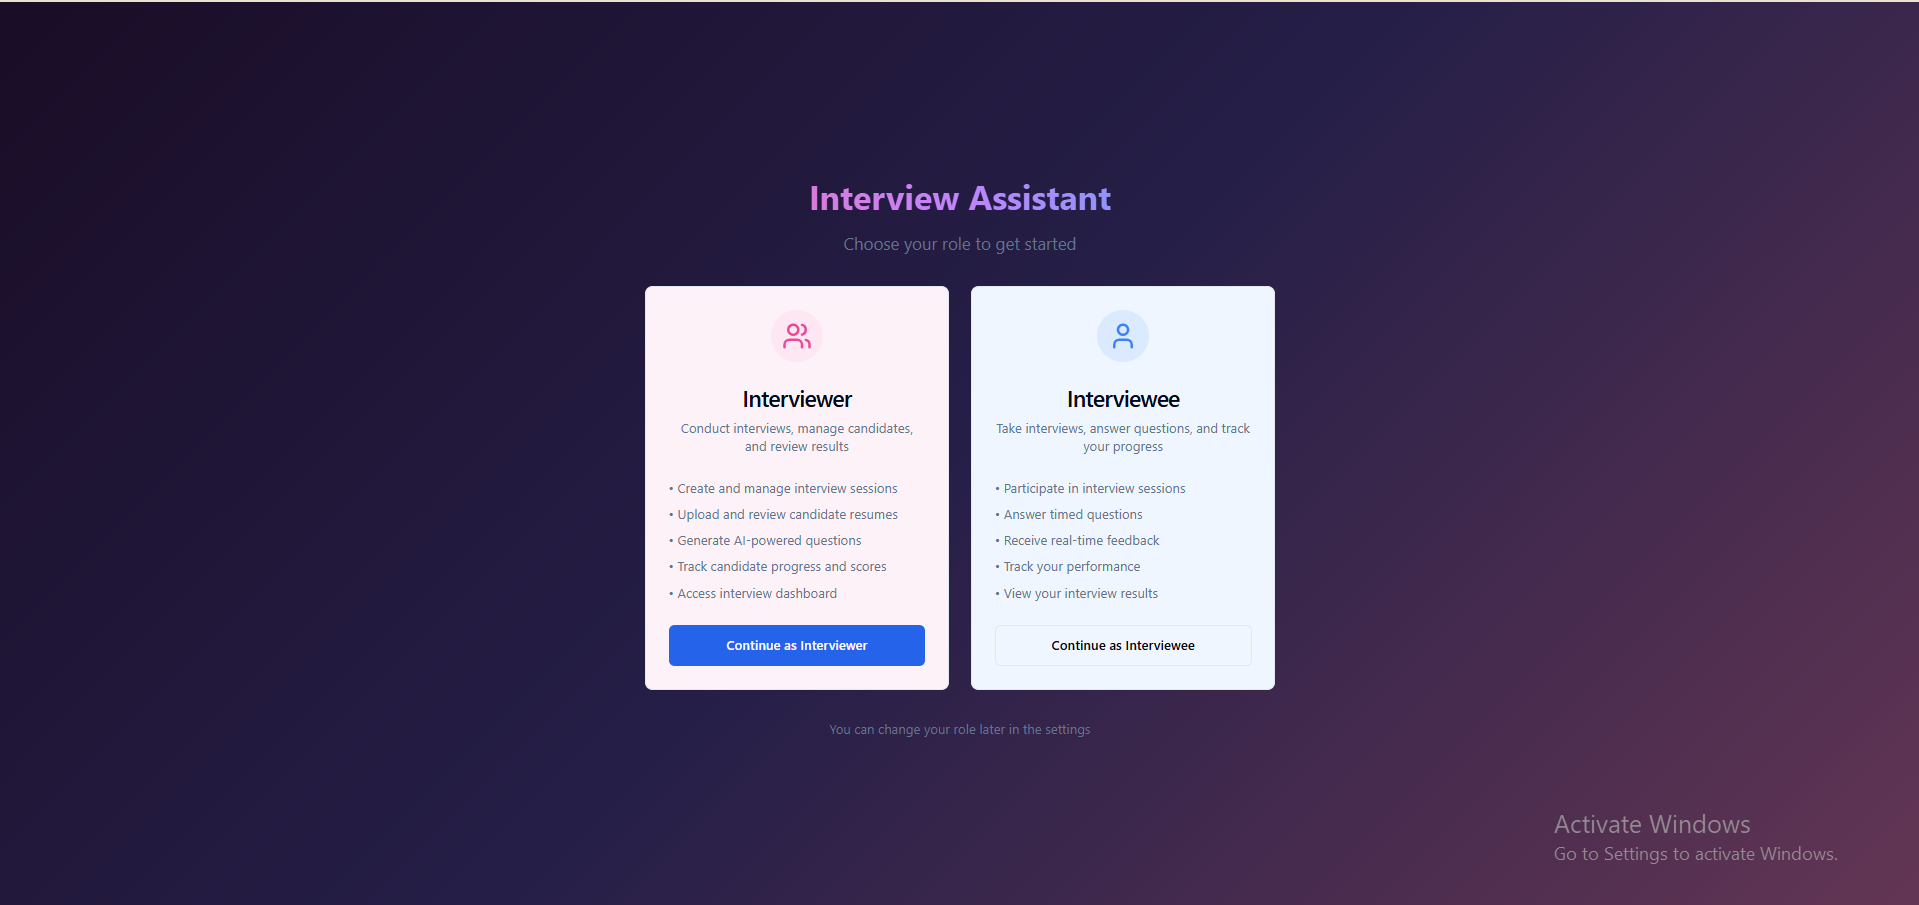 Interview Assistant
Choose your role to get started
Interviewer
Conduct interviews, manage candidates,
and review results
• Create and manage interview sessions
• Upload and review candidate resumes
• Generate AI-powered questions
• Track candidate progress and scores
• Access interview dashboard
Continue as Interviewer
Interviewee
Take interviews, answer questions, and track
your progress
• Participate in interview sessions
• Answer timed questions
• Receive real-time feedback
• Track your performance
• View your interview results
Continue as Interviewee
You can change your role later in the settings
Activate Windows
Go to Settings to activate Windows.